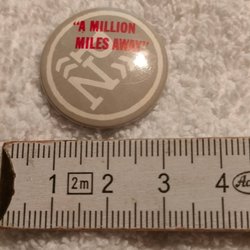 "A MILLION
MILES AWAY"
N
1 2m 2 3 4